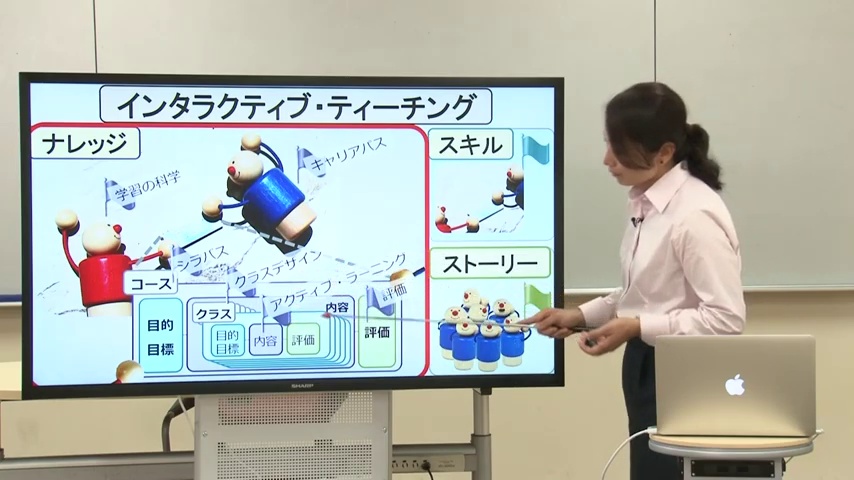 インタラクティブ・ティーチング
ナレッジ
スキル
キャリアパス
学習の科学
シラバス
クラスデザイン
アクティブ・ラーニング
評価
ストーリー
コース
目的
目標
クラス
内容
目的
目標
内容
評価
評価
SHARP